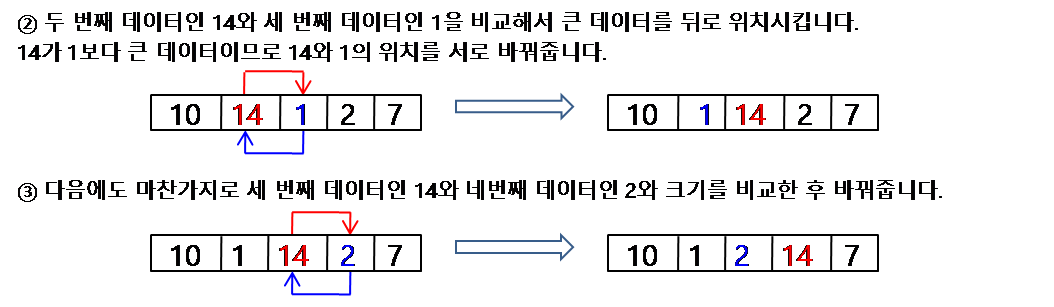 ② 두 번째 데이터인 14와 세 번째 데이터인 1을 비교해서 큰 데이터를 뒤로 위치시킵니다.
14가 1보다 큰 데이터이므로 14와 1의 위치를 서로 바꿔줍니다.
10 14 1 2 7 10 1 14 2 7
③ 다음에도 마찬가지로 세 번째 데이터인 14와 네번째 데이터인 2와 크기를 비교한 후 바꿔줍니다.
10 1 14 2 7 10 1 2 14 7